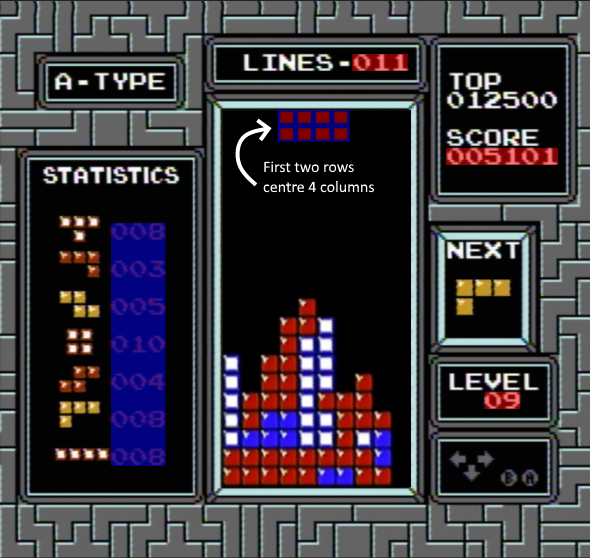 LINES-011
A-TYPE
TOP
012500
SCORE
005101
First two rows
centre 4 columns
STATISTICS
008
003
005
010
004
008
008
NEXT
LEVEL
09
B A